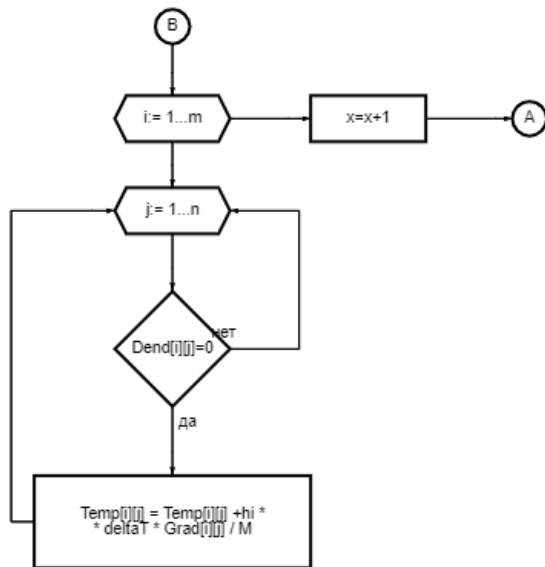 B
i:= 1...m
x=x+1
A
j:= 1...n
нет
Dend[i][j]=0
да
Temp[i][j] = Temp[i][j] +hi *
* deltaT * Grad[i][j] / M